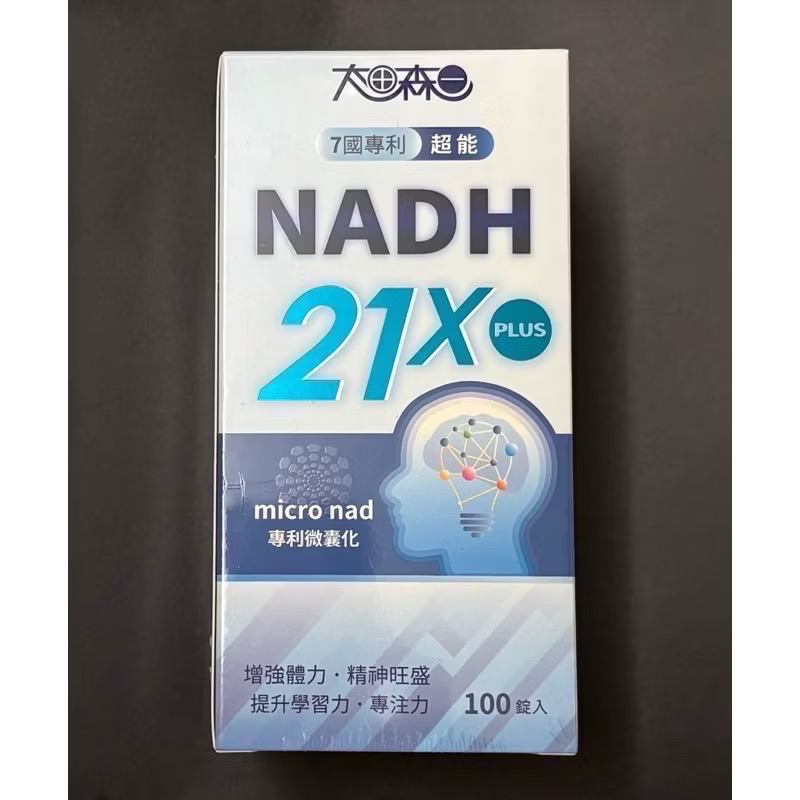 太田森一
7國專利 超能
NADH
21X PLUS
micro nad
專利微囊化
增強體力・精神旺盛
提升學習力・專注力 100錠入